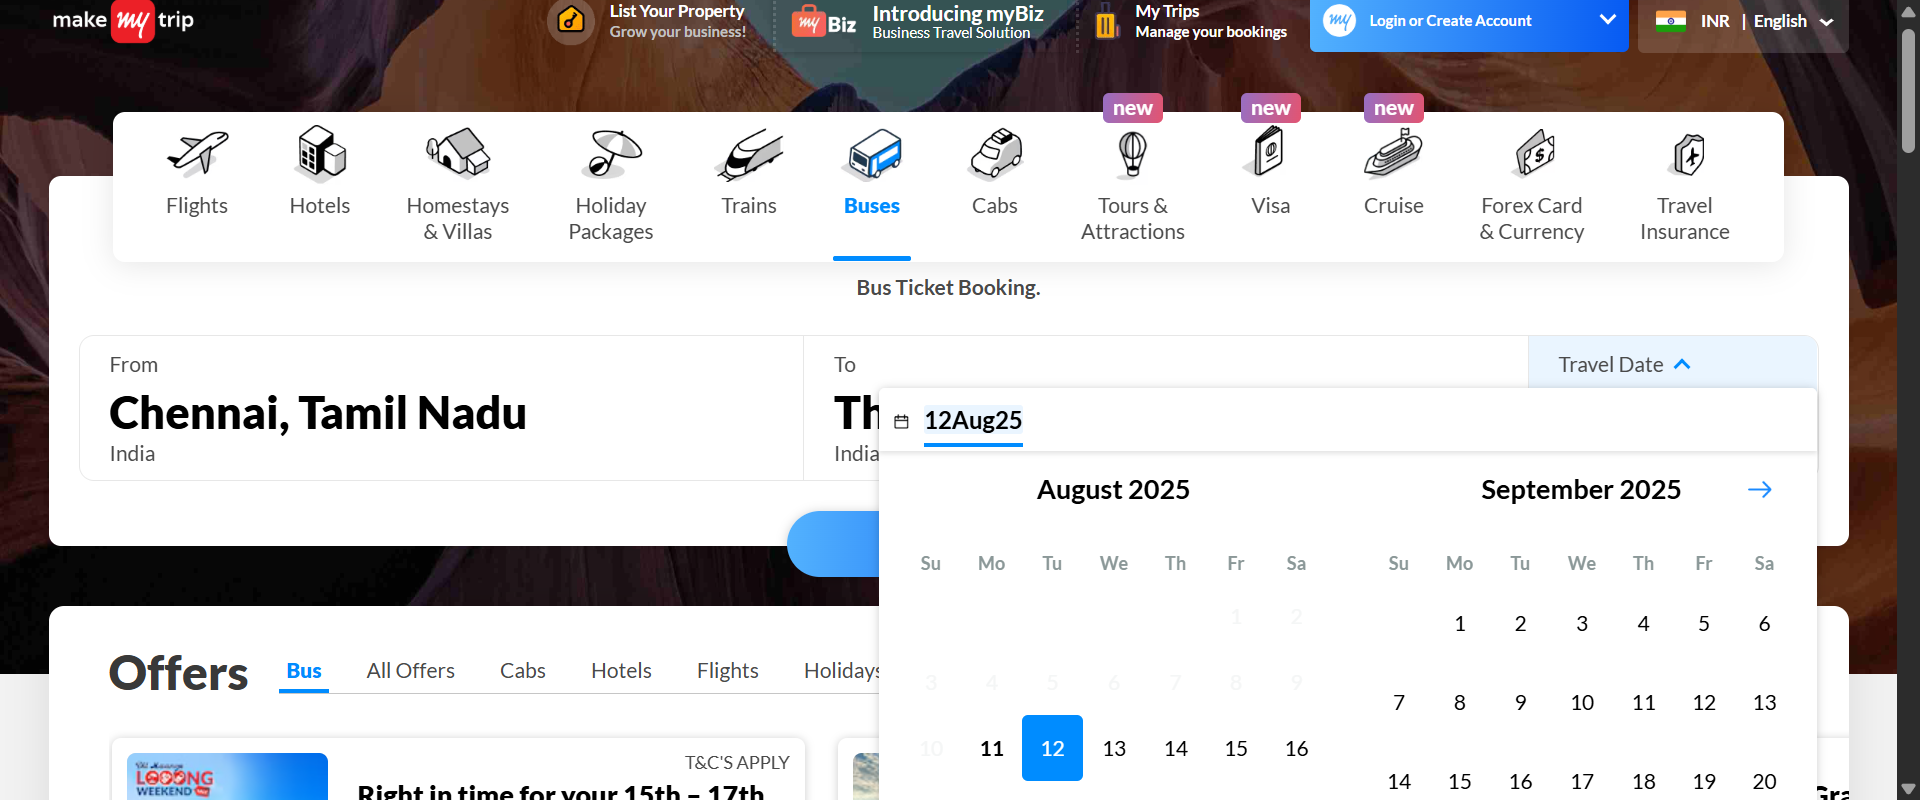 make my trip
List Your Property
Grow your business!
my Biz
Introducing myBiz
Business Travel Solution
My Trips
Manage your bookings
my Login or Create Account
INR | English
new new new
Flights
Hotels
Homestays
& Villas
Holiday
Packages
Trains
Buses
Cabs
Tours &
Attractions
Visa
Cruise
Forex Card
& Currency
Travel
Insurance
Bus Ticket Booking.
From
Chennai, Tamil Nadu
India
To
Th
India
Travel Date
12Aug25
August 2025
Su Mo Tu We Th Fr Sa
1 2
3 4 5 6 7 8 9
10 11 12 13 14 15 16
September 2025
Su Mo Tu We Th Fr Sa
1 2 3 4 5 6
7 8 9 10 11 12 13
14 15 16 17 18 19 20
Offers
Bus All Offers Cabs Hotels Flights Holidays
LOOONG
WEEKEND
T&C'S APPLY
Right in time for your 15th – 17th
Gra